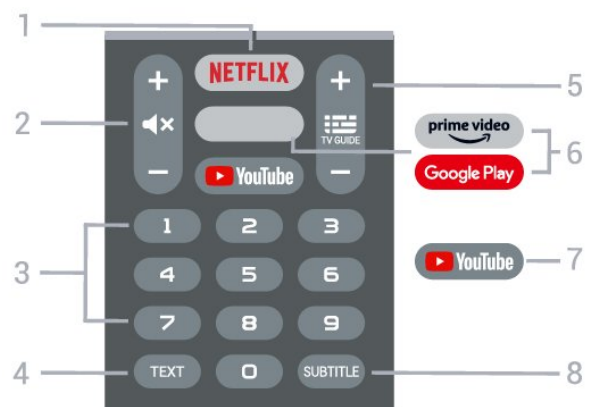 1
NETFLIX
+
+
5
2
TV GUIDE
prime video
6
−
YouTube
−
Google Play
1
2
3
3
4
5
6
YouTube
7
7
8
9
4
TEXT
0
SUBTITLE
8